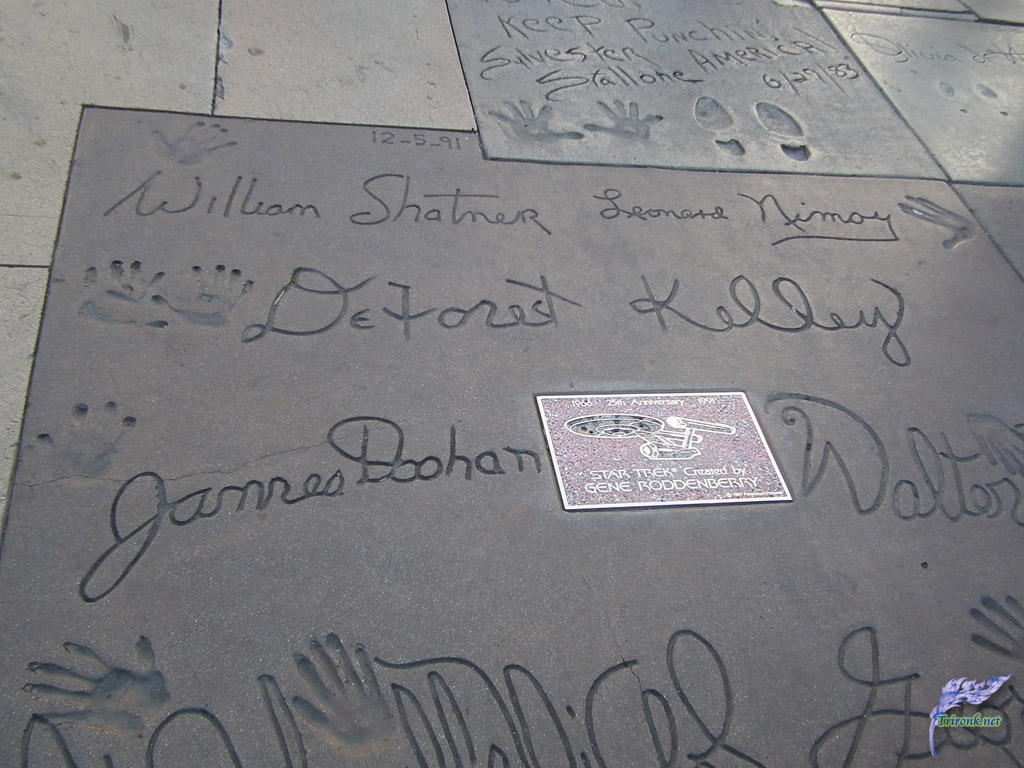 KEEP PUNCHIN'
Sylvester AMERICA!
Stallone 6/27/83
12-5-91
William Shatner Leonard Nimoy
DeForest Kelley
James Doohan Walter
1966 25th Anniversary 1991
STAR TREK® Created by
GENE RODDENBERRY
Trironk.net